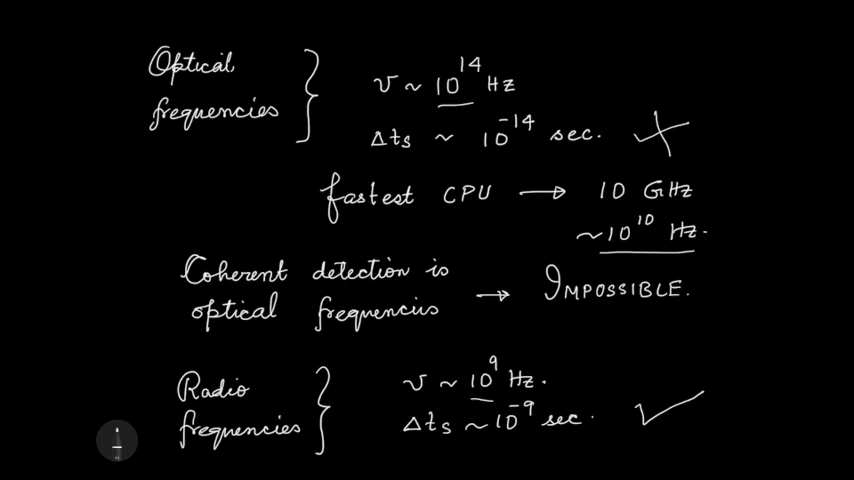 Optical
frequencies
ν ~ 10^14 Hz
Δts ~ 10^-14 sec.
fastest CPU → 10 GHz
~10^10 Hz.
Coherent detection is
optical frequencies → IMPOSSIBLE.
Radio
frequencies
ν ~ 10^9 Hz.
Δts ~ 10^-9 sec.